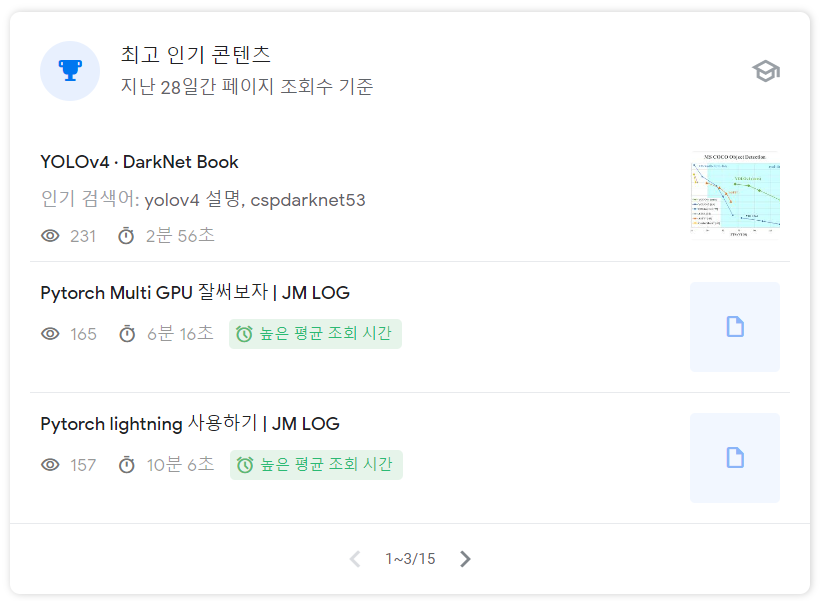 최고 인기 콘텐츠
지난 28일간 페이지 조회수 기준
YOLOv4 · DarkNet Book
인기 검색어: yolov4 설명, cspdarknet53
231 2분 56초
MS COCO Object Detection
Pytorch Multi GPU 잘써보자 | JM LOG
165 6분 16초 높은 평균 조회 시간
Pytorch lightning 사용하기 | JM LOG
157 10분 6초 높은 평균 조회 시간
1~3/15